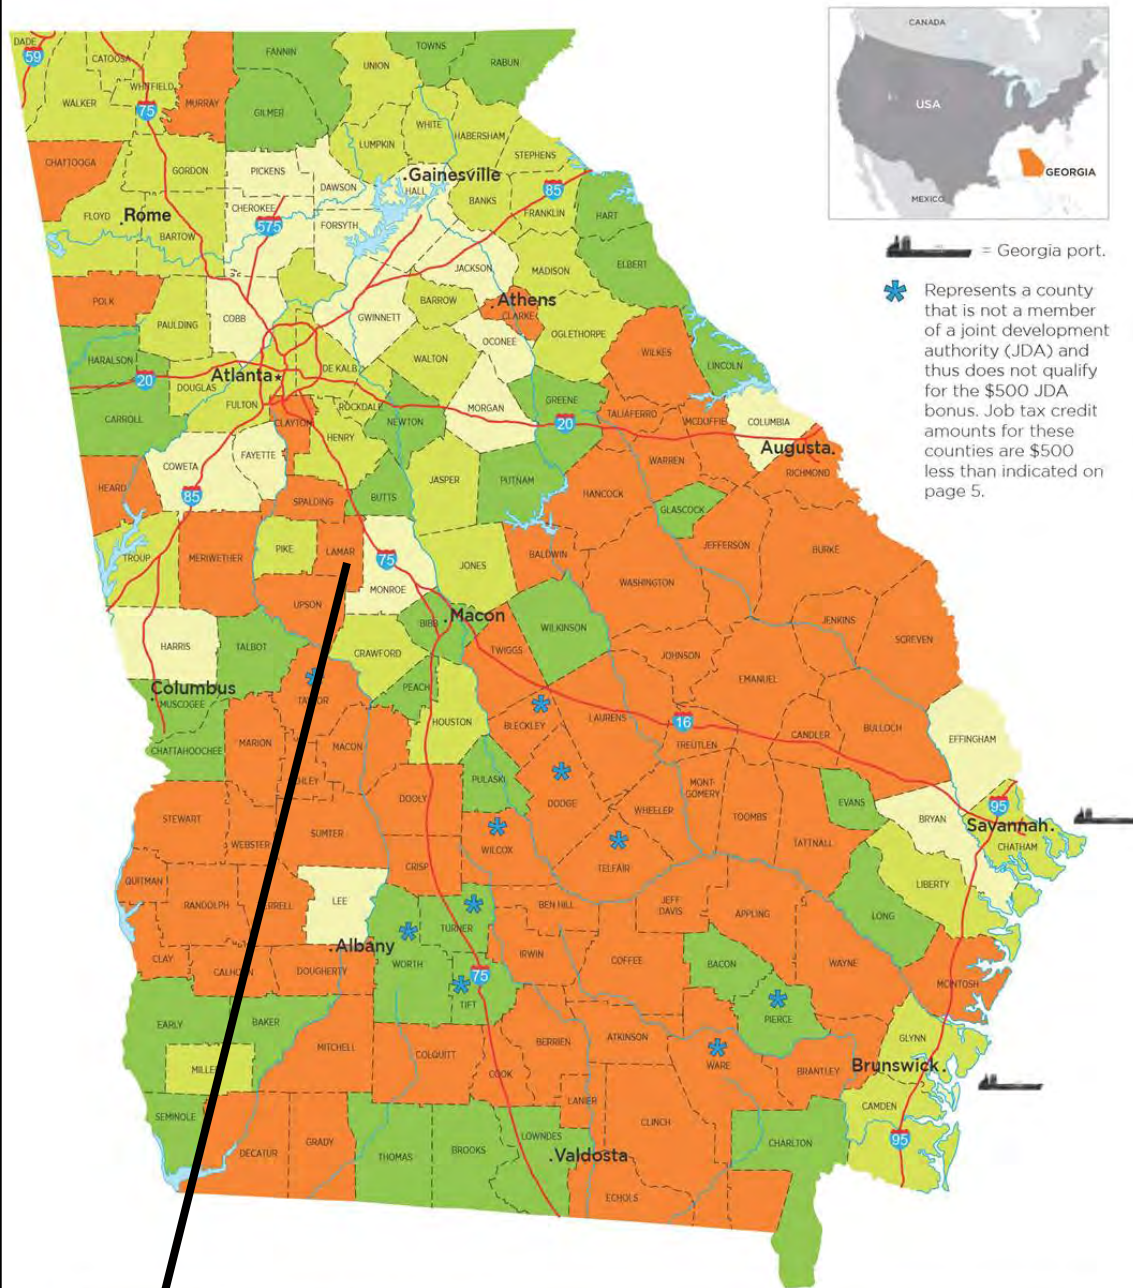 DADE
59
CATOOSA
WHITFIELD
75
WALKER
MURRAY
FANNIN
GILMER
UNION
TOWNS
RABUN
WHITE
HABERSHAM
LUMPKIN
STEPHENS
CHATTOOGA
GORDON
PICKENS
DAWSON
Gainesville
HALL
BANKS
85
FRANKLIN
HART
FLOYD
Rome
CHEROKEE
575
FORSYTH
BARTOW
JACKSON
MADISON
ELBERT
POLK
PAULDING
COBB
GWINNETT
BARROW
Athens
CLARKE
OCONEE
OGLETHORPE
HARALSON
20
DOUGLAS
Atlanta
DE KALB
WALTON
WILKES
LINCOLN
CARROLL
FULTON
CLAYTON
ROCKDALE
NEWTON
MORGAN
GREENE
20
TALIAFERRO
MCDUFFIE
COLUMBIA
Augusta
COWETA
FAYETTE
HENRY
85
HEARD
SPALDING
BUTTS
JASPER
PUTNAM
HANCOCK
WARREN
RICHMOND
GLASCOCK
TROUP
MERIWETHER
PIKE
LAMAR
75
MONROE
JONES
BALDWIN
JEFFERSON
BURKE
WASHINGTON
UPSON
HARRIS
TALBOT
BIBB
Macon
CRAWFORD
WILKINSON
TWIGGS
JENKINS
SCREVEN
JOHNSON
EMANUEL
Columbus
MUSCOGEE
CHATTAHOOCHEE
PEACH
HOUSTON
BLECKLEY
LAURENS
16
TREUTLEN
CANDLER
BULLOCH
EFFINGHAM
MARION
MACON
PULASKI
DOOLY
DODGE
WHEELER
MONT-
GOMERY
TOOMBS
EVANS
BRYAN
95
Savannah
CHATHAM
STEWART
WEBSTER
SUMTER
CRISP
WILCOX
TELFAIR
TATTNALL
LIBERTY
QUITMAN
RANDOLPH
LEE
TURNER
BEN HILL
JEFF
DAVIS
APPLING
LONG
CLAY
Albany
DOUGHERTY
WORTH
75
TIFT
IRWIN
COFFEE
BACON
PIERCE
WAYNE
MCINTOSH
EARLY
BAKER
MITCHELL
COLQUITT
COOK
BERRIEN
ATKINSON
WARE
BRANTLEY
Brunswick
GLYNN
SEMINOLE
DECATUR
GRADY
THOMAS
BROOKS
LOWNDES
Valdosta
LANIER
CLINCH
ECHOLS
CHARLTON
CAMDEN
95
CANADA
USA
MEXICO
GEORGIA
= Georgia port.
Represents a county
that is not a member
of a joint development
authority (JDA) and
thus does not qualify
for the $500 JDA
bonus. Job tax credit
amounts for these
counties are $500
less than indicated on
page 5.